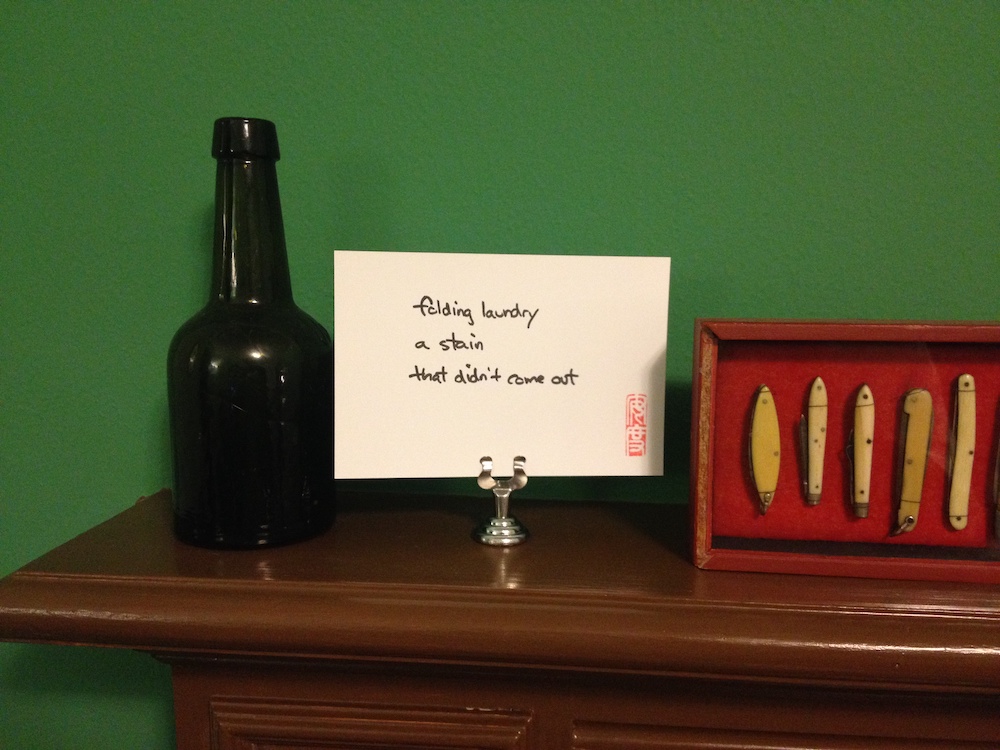 folding laundry
a stain
that didn't come out